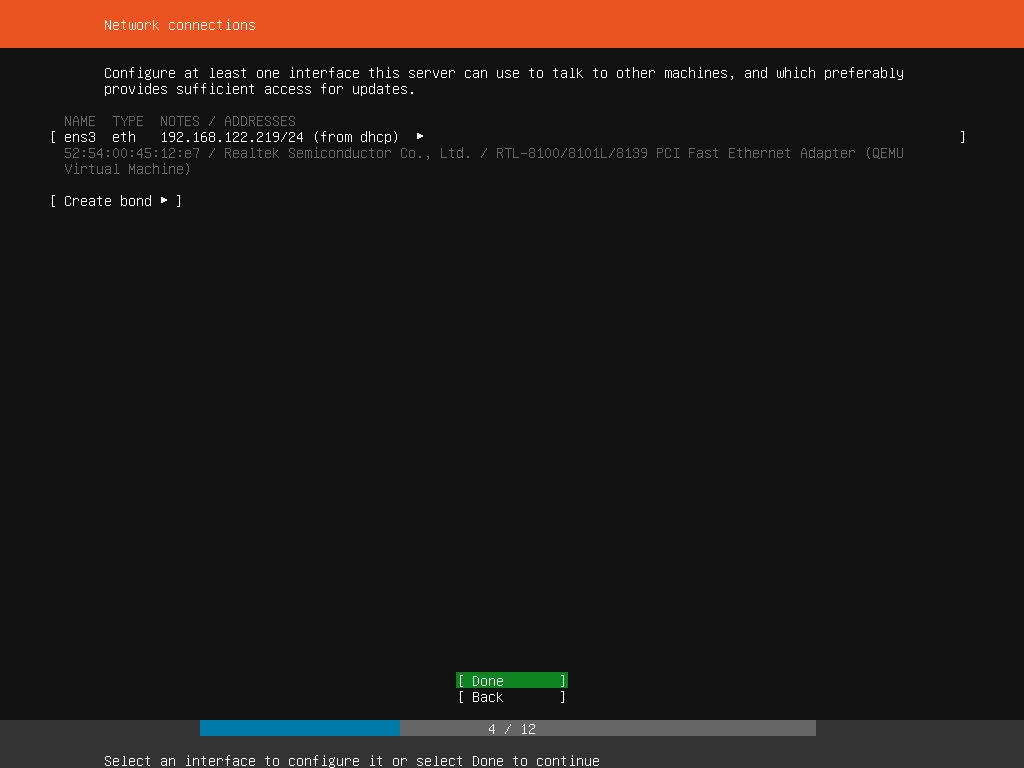 Network connections
Configure at least one interface this server can use to talk to other machines, and which preferably
provides sufficient access for updates.
NAME  TYPE  NOTES / ADDRESSES
[ ens3  eth   192.168.122.219/24 (from dhcp)  ▸ ]
52:54:00:45:12:e7 / Realtek Semiconductor Co., Ltd. / RTL-8100/8101L/8139 PCI Fast Ethernet Adapter (QEMU
Virtual Machine)
[ Create bond ▸ ]
[ Done ]
[ Back ]
4 / 12
Select an interface to configure it or select Done to continue